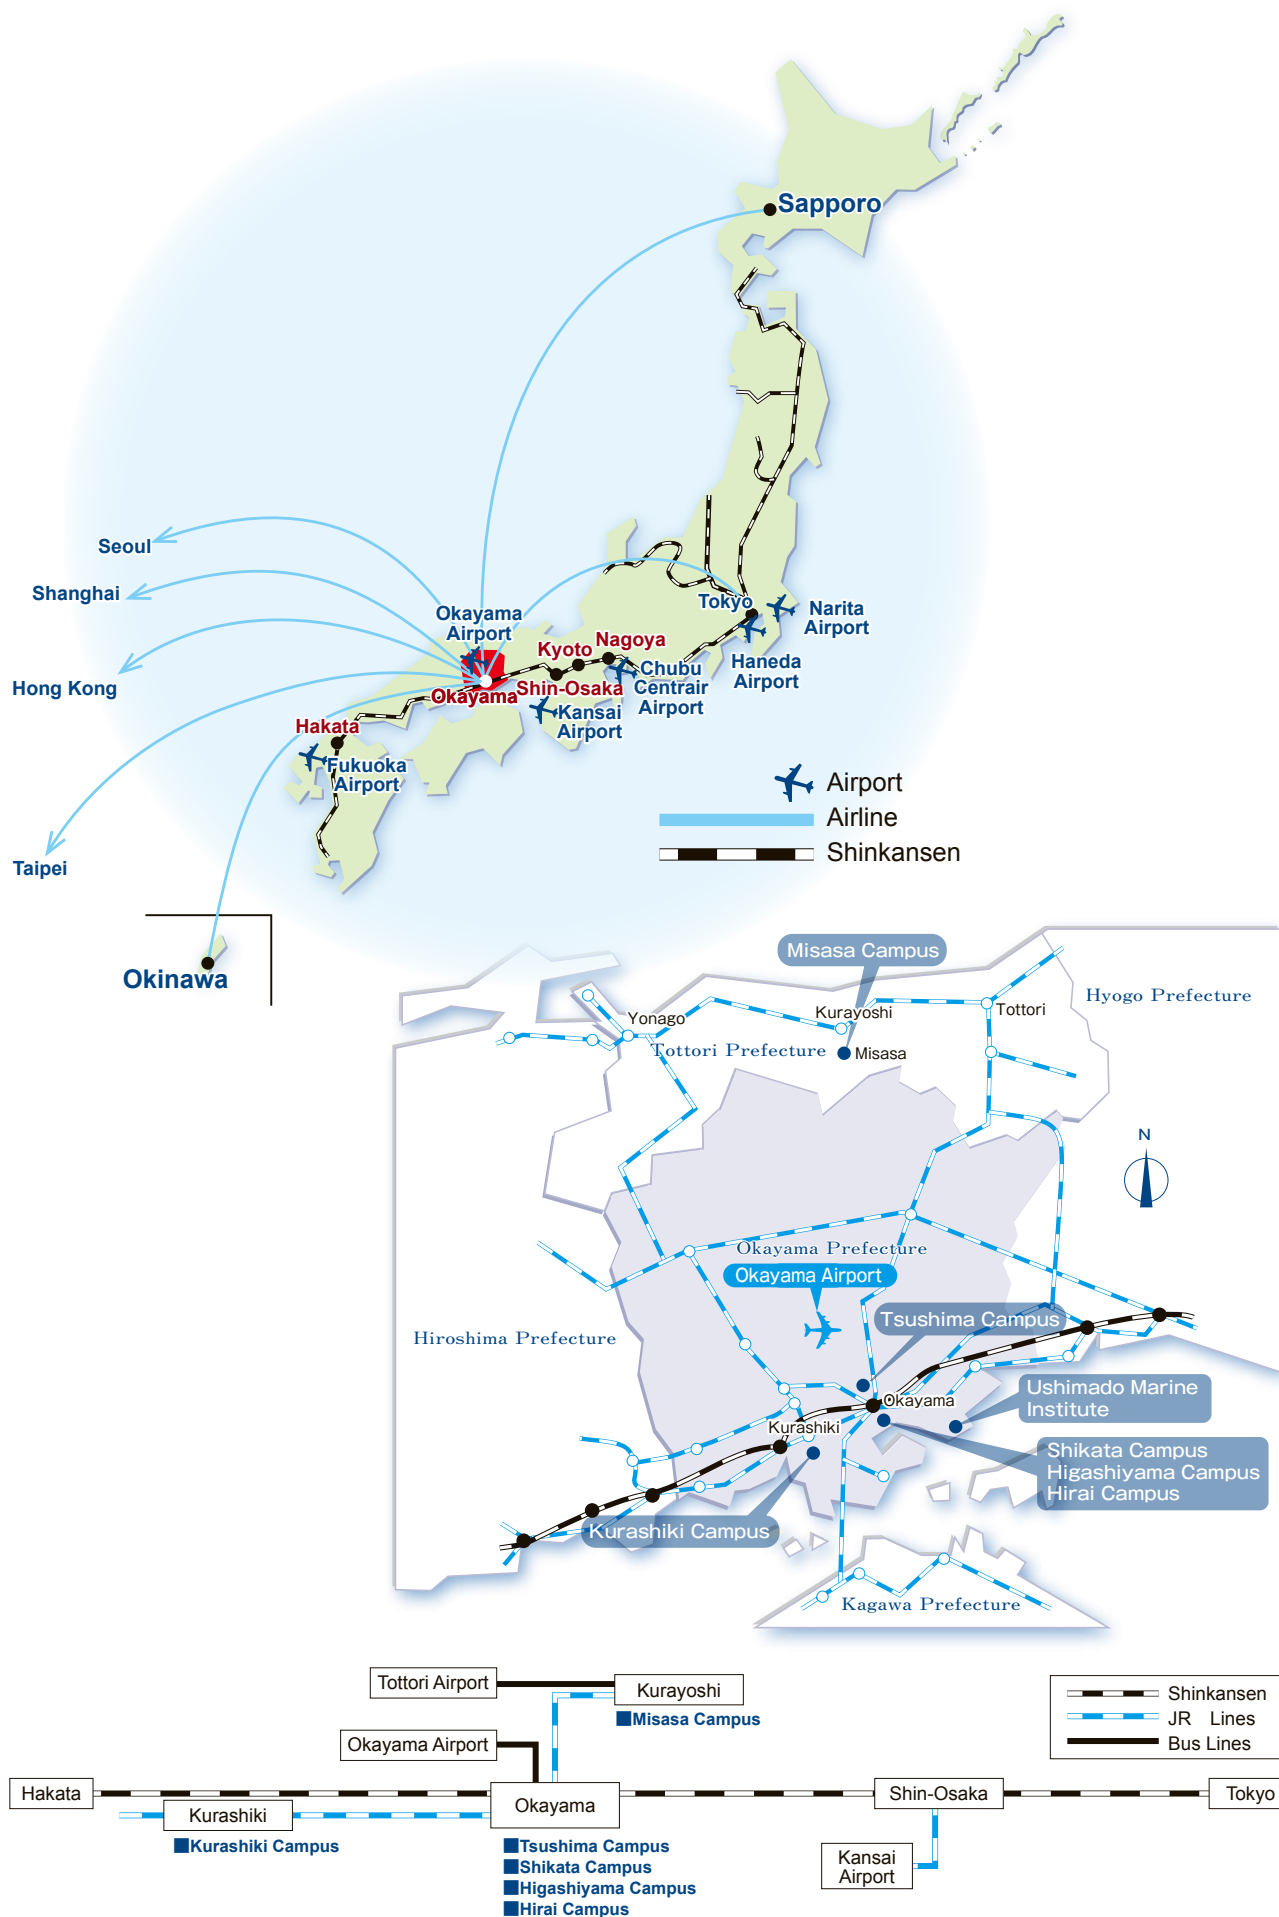 Sapporo
Seoul
Shanghai
Hong Kong
Taipei
Okinawa
Okayama
Airport
Okayama
Kyoto
Nagoya
Shin-Osaka
Kansai
Airport
Chubu
Centrair
Airport
Tokyo
Narita
Airport
Haneda
Airport
Hakata
Fukuoka
Airport
Airport
Airline
Shinkansen
Misasa Campus
Hyogo Prefecture
Yonago
Kurayoshi
Tottori
Tottori Prefecture
Misasa
N
Okayama Prefecture
Okayama Airport
Hiroshima Prefecture
Tsushima Campus
Okayama
Ushimado Marine
Institute
Kurashiki
Shikata Campus
Higashiyama Campus
Hirai Campus
Kurashiki Campus
Kagawa Prefecture
Tottori Airport
Kurayoshi
■Misasa Campus
Shinkansen
JR Lines
Bus Lines
Okayama Airport
Hakata
Okayama
Shin-Osaka
Tokyo
Kurashiki
■Kurashiki Campus
■Tsushima Campus
■Shikata Campus
■Higashiyama Campus
■Hirai Campus
Kansai
Airport